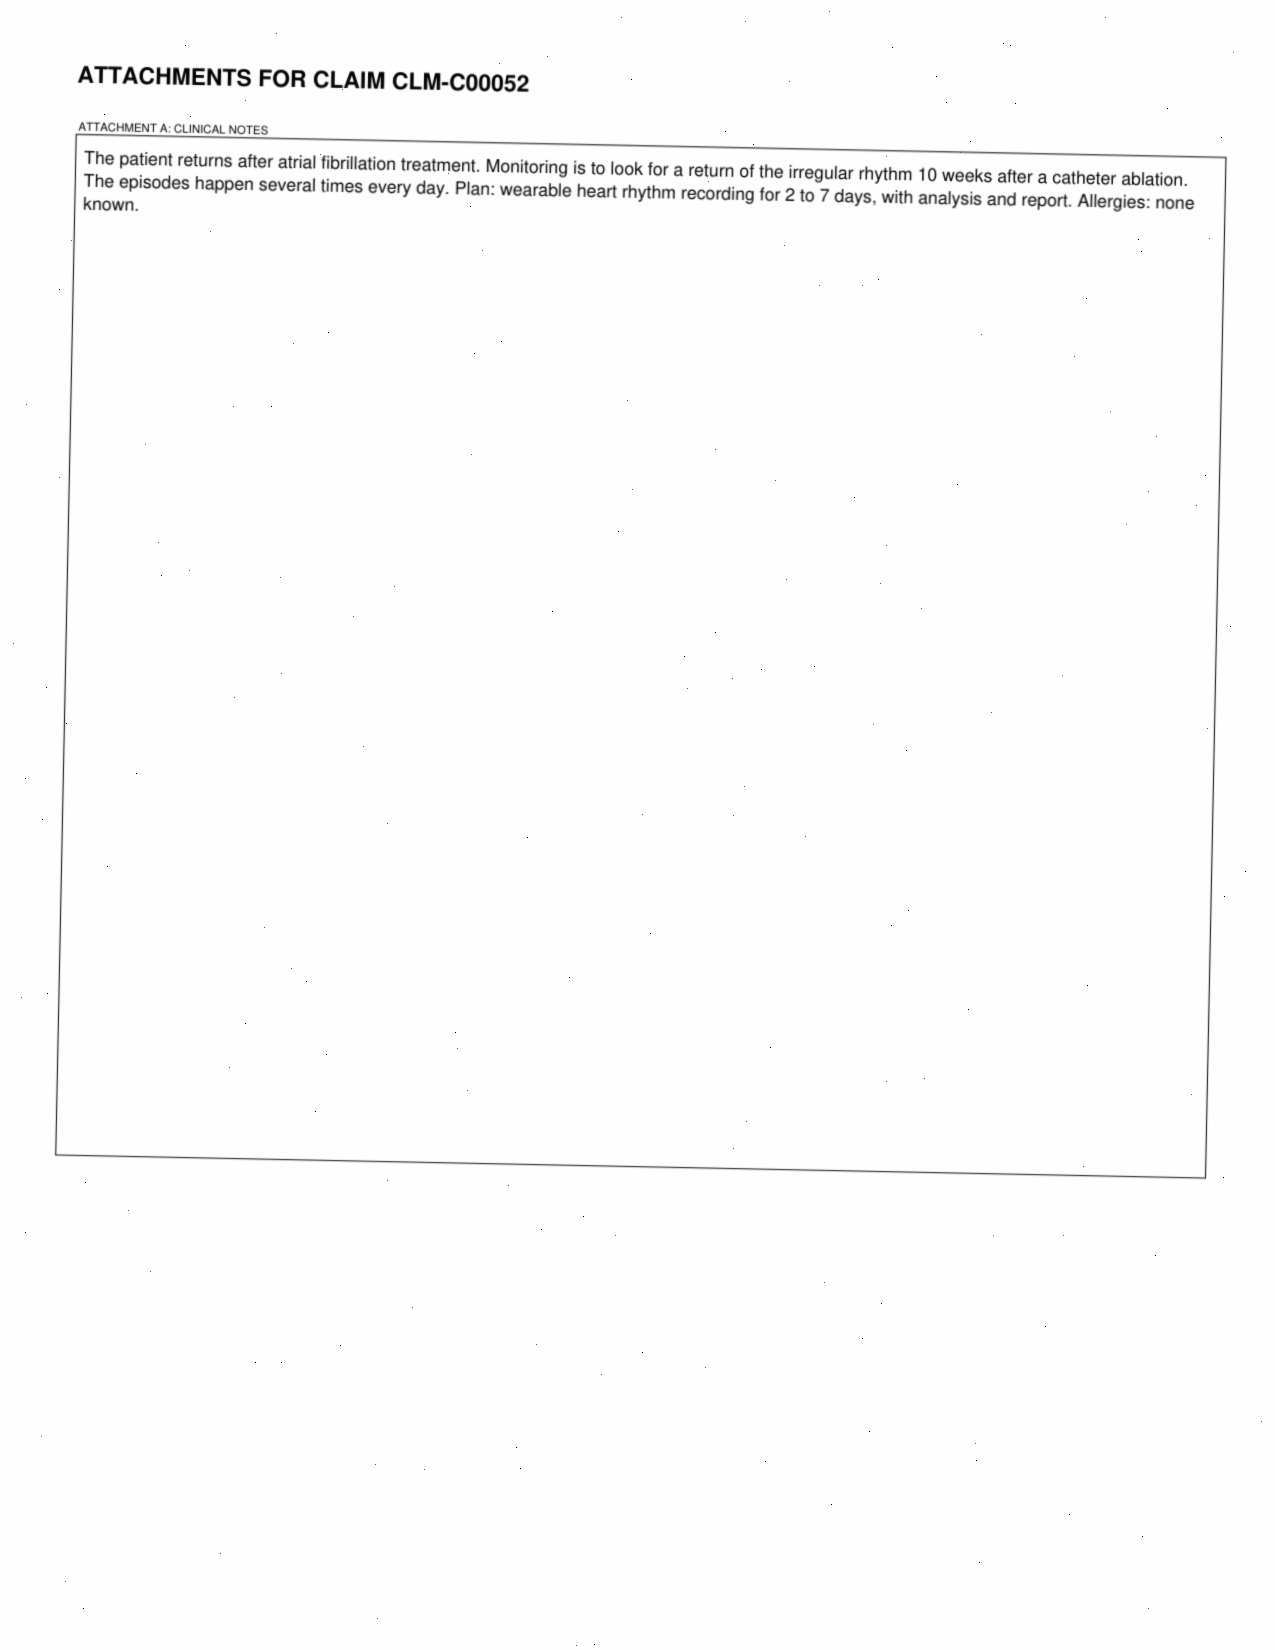 ATTACHMENTS FOR CLAIM CLM-C00052
ATTACHMENT A: CLINICAL NOTES
The patient returns after atrial fibrillation treatment. Monitoring is to look for a return of the irregular rhythm 10 weeks after a catheter ablation.
The episodes happen several times every day. Plan: wearable heart rhythm recording for 2 to 7 days, with analysis and report. Allergies: none
known.